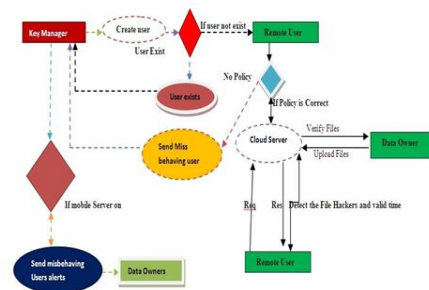 Key Manager
Create user
If user not exist
Remote User
User Exist
No Policy
User exists
If Policy is Correct
Send Miss
behaving user
Cloud Server
Verify Files
Data Owner
Upload Files
If mobile Server on
Req
Res
Detect the File Hackers and valid time
Send misbehaving
Users alerts
Data Owners
Remote User